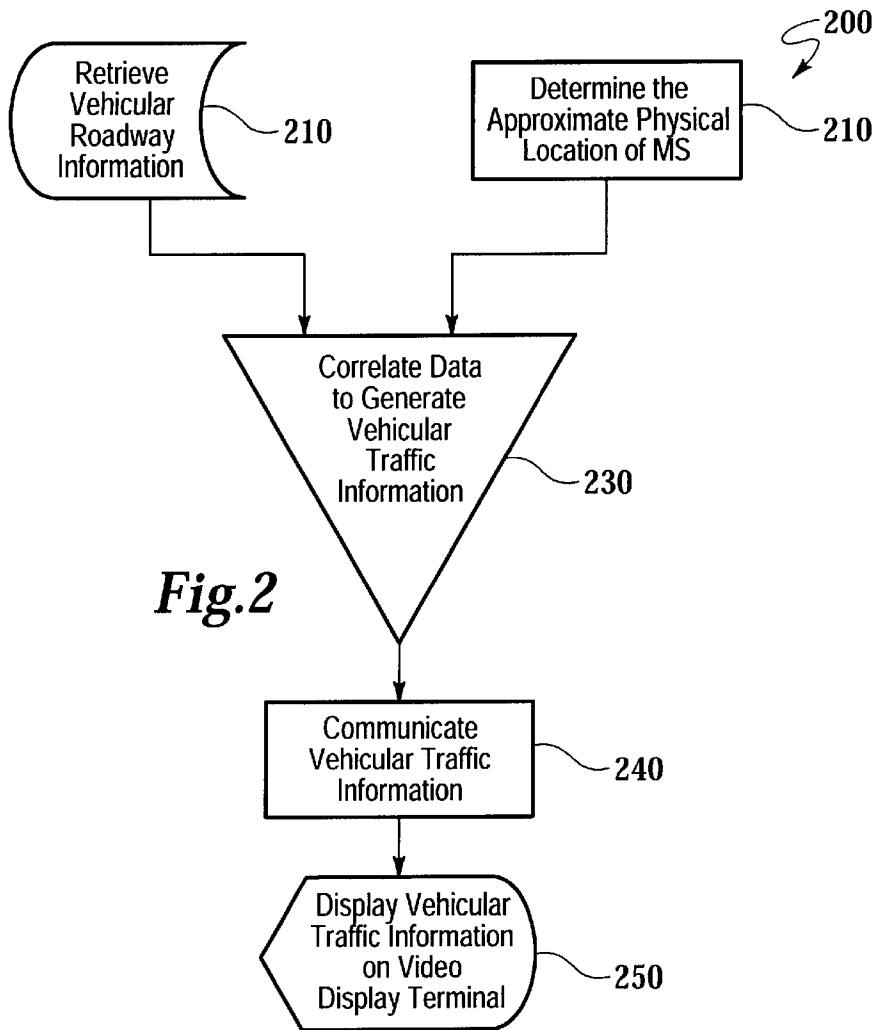 200
Retrieve
Vehicular
Roadway
Information
210
Determine the
Approximate Physical
Location of MS
210
Correlate Data
to Generate
Vehicular
Traffic
Information
230
Fig.2
Communicate
Vehicular Traffic
Information
240
Display Vehicular
Traffic Information
on Video
Display Terminal
250